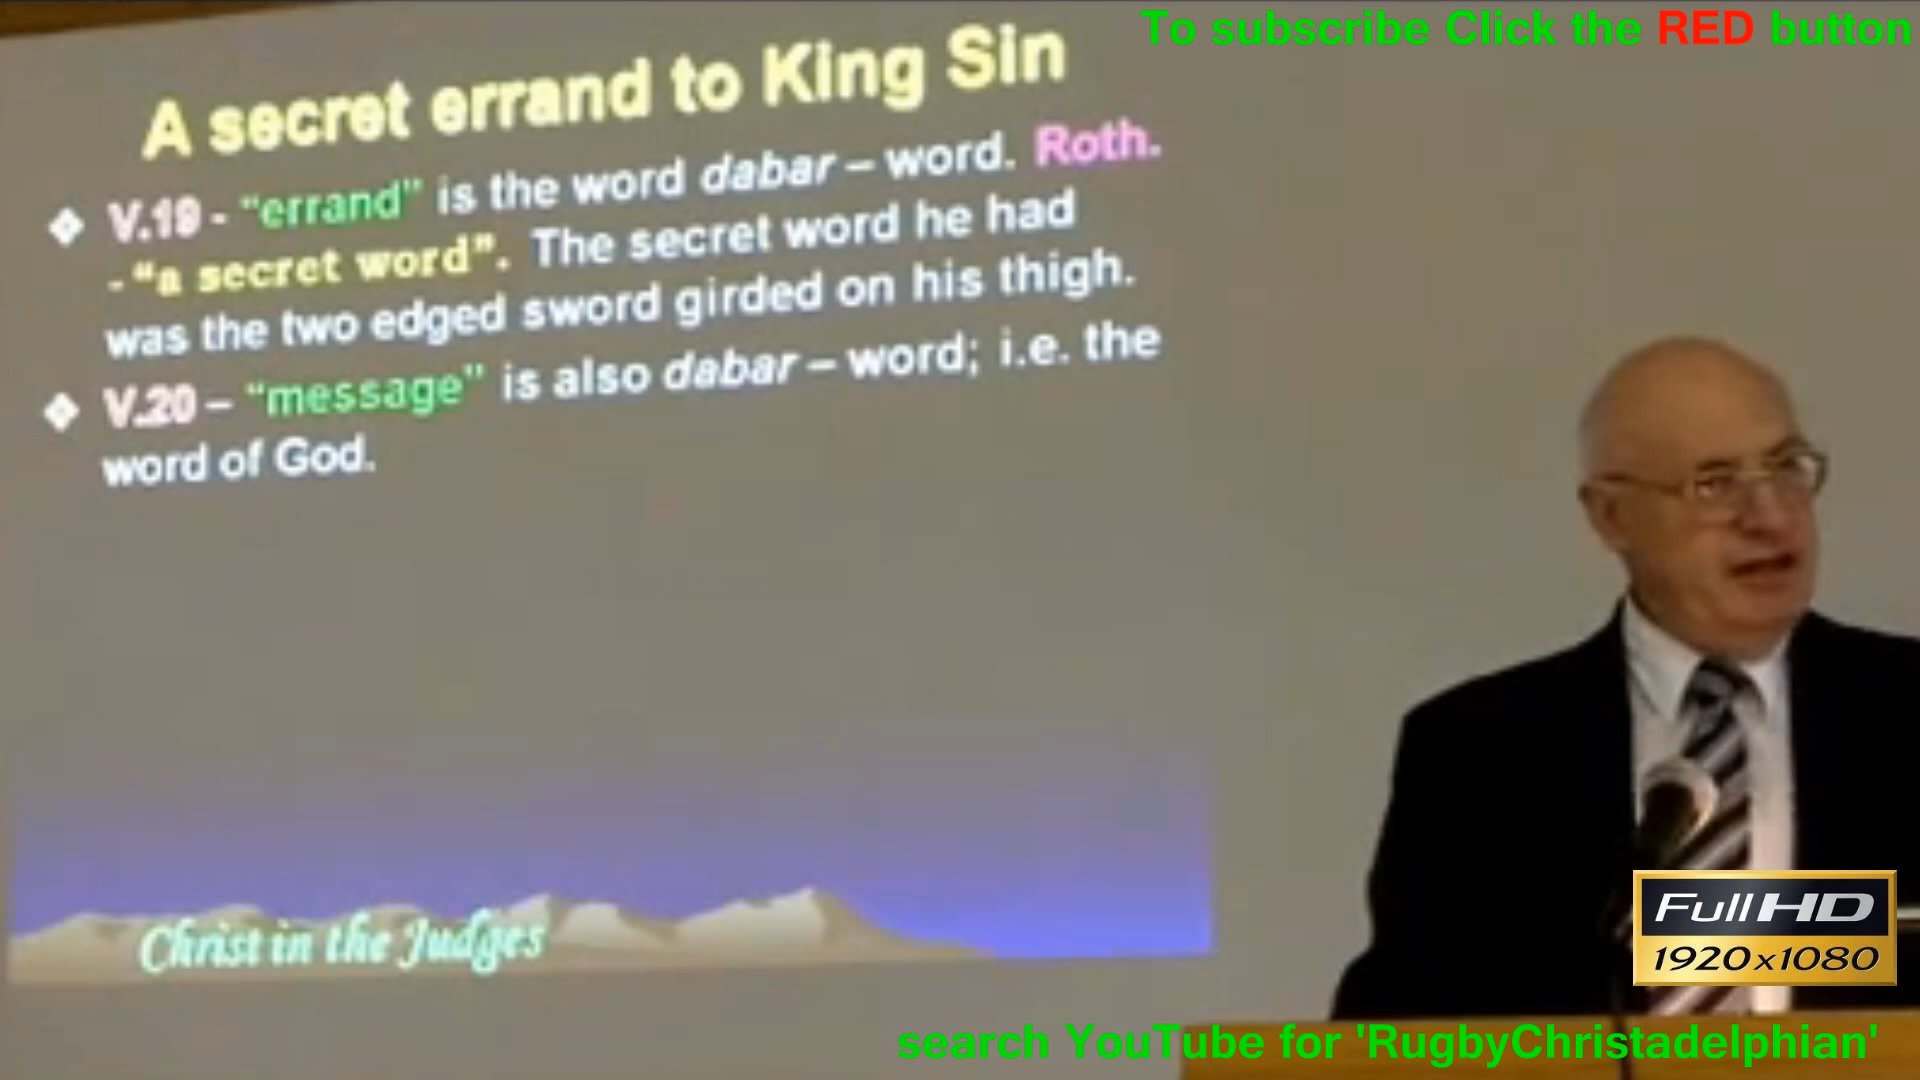 To subscribe Click the RED button
A secret errand to King Sin
❖ V.19 - "errand" is the word dabar – word. Roth.
- "a secret word". The secret word he had
was the two edged sword girded on his thigh.
❖ V.20 – "message" is also dabar – word; i.e. the
word of God.
Christ in the Judges
Full HD
1920x1080
search YouTube for 'RugbyChristadelphian'